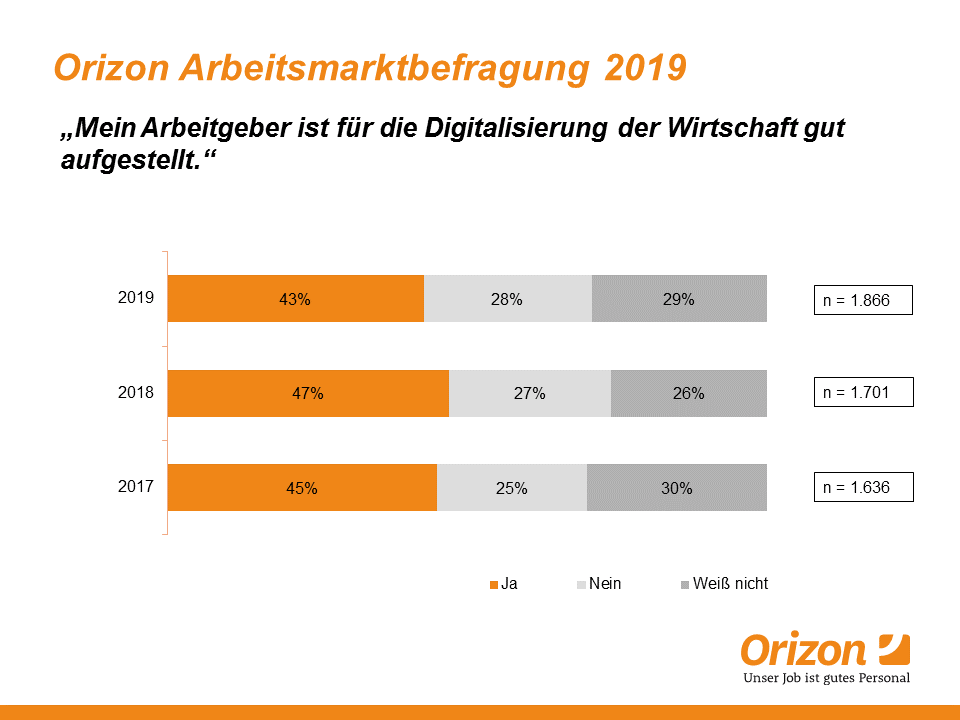 Orizon Arbeitsmarktbefragung 2019
„Mein Arbeitgeber ist für die Digitalisierung der Wirtschaft gut
aufgestellt.“
2019 43% 28% 29% n = 1.866
2018 47% 27% 26% n = 1.701
2017 45% 25% 30% n = 1.636
Ja Nein Weiß nicht
Orizon
Unser Job ist gutes Personal